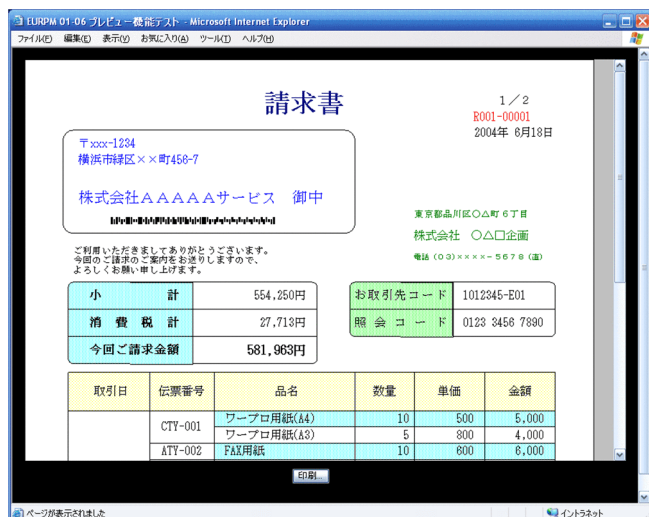 EURPM 01-06 プレビュー機能テスト - Microsoft Internet Explorer
ファイル(F) 編集(E) 表示(V) お気に入り(A) ツール(T) ヘルプ(H)
請求書
1/2
R001-00001
2004年 6月18日
〒xxx-1234
横浜市緑区××町456-7
株式会社AAAAAサービス 御中
東京都品川区○△町6丁目
株式会社 ○△□企画
電話(03)××××-5678(直)
ご利用いただきましてありがとうございます。
今回のご請求のご案内をお送りしますので、
よろしくお願い申し上げます。
小計 554,250円
消費税計 27,713円
今回ご請求金額 581,963円
お取引先コード 1012345-E01
照会コード 0123 3456 7890
取引日 伝票番号 品名 数量 単価 金額
CTY-001 ワープロ用紙(A4) 10 500 5,000
ワープロ用紙(A3) 5 800 4,000
ATY-002 FAX用紙 10 600 6,000
印刷...
ページが表示されました イントラネット